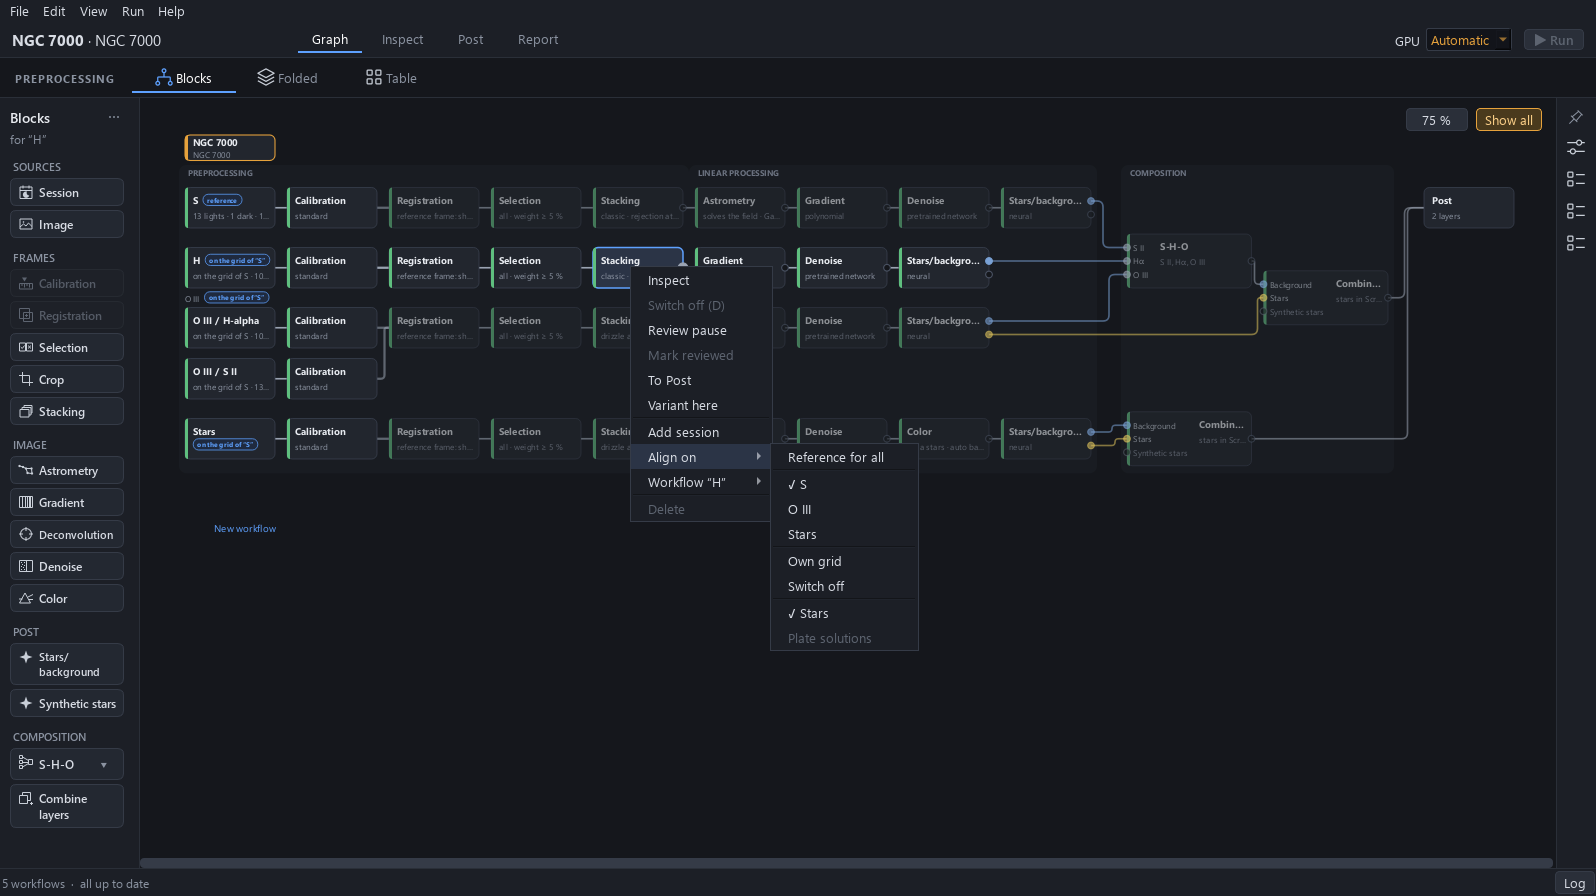 File Edit View Run Help
NGC 7000 · NGC 7000
Graph Inspect Post Report
GPU Automatic Run
PREPROCESSING Blocks Folded Table
Blocks ...
for “H”
SOURCES
Session
Image
FRAMES
Calibration
Registration
Selection
Crop
Stacking
IMAGE
Astrometry
Gradient
Deconvolution
Denoise
Color
POST
Stars/
background
Synthetic stars
COMPOSITION
S-H-O
Combine
layers
75 % Show all
NGC 7000
NGC 7000
PREPROCESSING LINEAR PROCESSING COMPOSITION
S reference Calibration Registration Selection Stacking Astrometry Gradient Denoise Stars/backgro...
13 lights · 1 dark · 1... standard reference frame: sh... all · weight ≥ 5 % classic · rejection at... solves the field · Ga... polynomial pretrained network neural
Post
2 layers
H on the grid of “S” Calibration Registration Selection Stacking Gradient Denoise Stars/backgro...
on the grid of S · 10... standard reference frame: sh... all · weight ≥ 5 % classic · pretrained network neural
S II S-H-O
Hα S II, Hα, O III
O III
Background Combin...
Stars stars in Scr...
Synthetic stars
O III on the grid of “S”
O III / H-alpha Calibration Registration Selection Denoise Stars/backgro...
on the grid of S · 10... standard reference frame: sh... all · weight ≥ 5 % drizzle pretrained network neural
O III / S II Calibration
on the grid of S · 13... standard
Stars Calibration Registration Selection Denoise Color Stars/backgro...
on the grid of “S” standard reference frame: sh... all · weight ≥ 5 % drizzle a stars · auto ba... neural
Background Combin...
Stars stars in Scr...
Synthetic stars
New workflow
Inspect
Switch off (D)
Review pause
Mark reviewed
To Post
Variant here
Add session
Align on
Workflow “H”
Delete
Reference for all
✓ S
O III
Stars
Own grid
Switch off
✓ Stars
Plate solutions
5 workflows · all up to date
Log